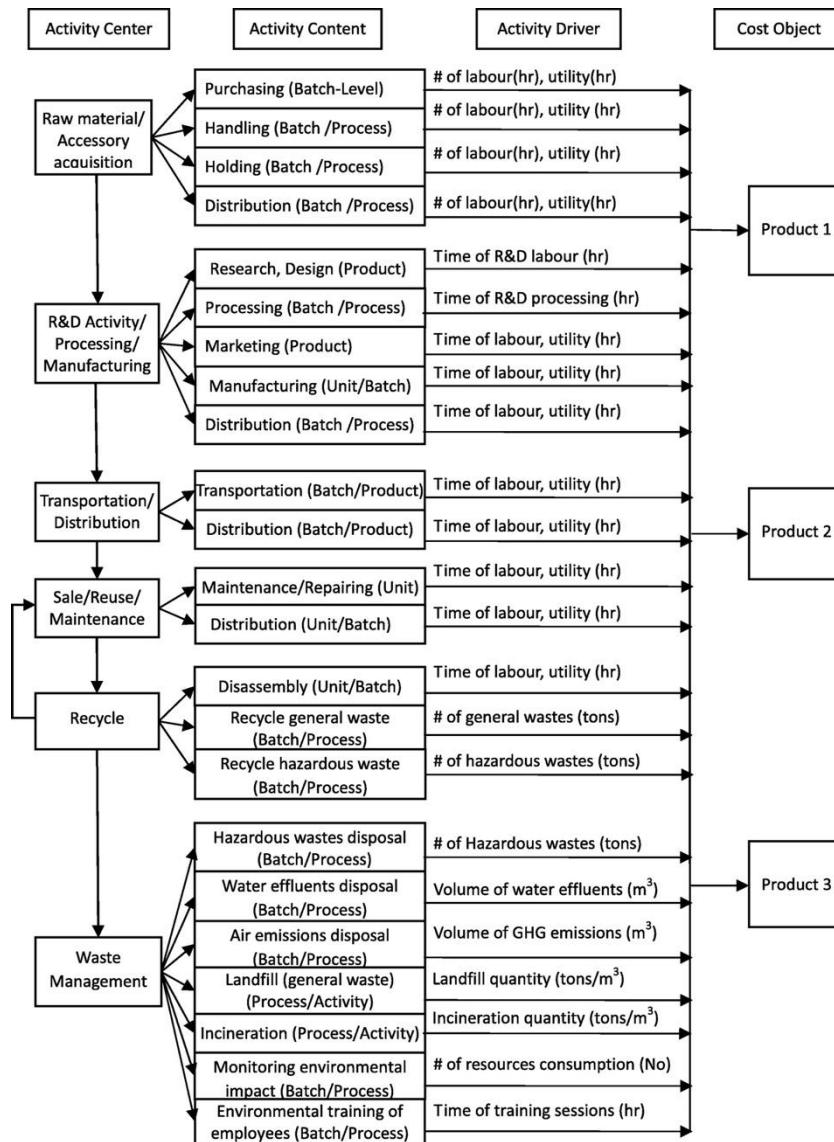 Activity Center
Activity Content
Activity Driver
Cost Object
Raw material/
Accessory
acquisition
Purchasing (Batch-Level)
# of labour(hr), utility(hr)
Handling (Batch /Process)
# of labour(hr), utility (hr)
Holding (Batch /Process)
# of labour(hr), utility (hr)
Distribution (Batch /Process)
# of labour(hr), utility(hr)
Product 1
R&D Activity/
Processing/
Manufacturing
Research, Design (Product)
Time of R&D labour (hr)
Processing (Batch /Process)
Time of R&D processing (hr)
Marketing (Product)
Time of labour, utility (hr)
Manufacturing (Unit/Batch)
Time of labour, utility (hr)
Distribution (Batch /Process)
Time of labour, utility (hr)
Transportation/
Distribution
Transportation (Batch/Product)
Time of labour, utility (hr)
Distribution (Batch/Product)
Time of labour, utility (hr)
Product 2
Sale/Reuse/
Maintenance
Maintenance/Repairing (Unit)
Time of labour, utility (hr)
Distribution (Unit/Batch)
Time of labour, utility (hr)
Recycle
Disassembly (Unit/Batch)
Time of labour, utility (hr)
Recycle general waste
(Batch/Process)
# of general wastes (tons)
Recycle hazardous waste
(Batch/Process)
# of hazardous wastes (tons)
Waste
Management
Hazardous wastes disposal
(Batch/Process)
# of Hazardous wastes (tons)
Water effluents disposal
(Batch/Process)
Volume of water effluents (m³)
Air emissions disposal
(Batch/Process)
Volume of GHG emissions (m³)
Landfill (general waste)
(Process/Activity)
Landfill quantity (tons/m³)
Incineration (Process/Activity)
Incineration quantity (tons/m³)
Monitoring environmental
impact (Batch/Process)
# of resources consumption (No)
Environmental training of
employees (Batch/Process)
Time of training sessions (hr)
Product 3